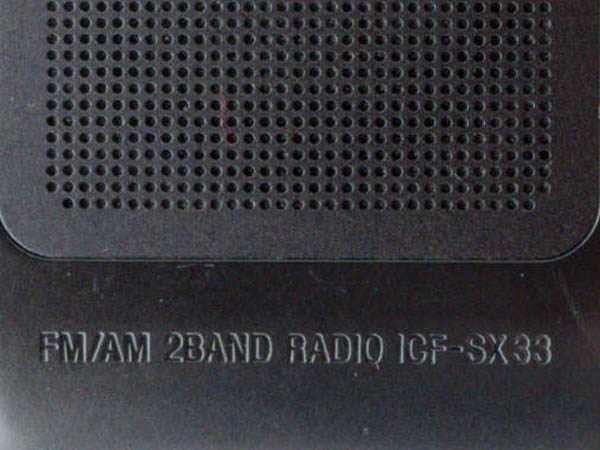 FM/AM 2BAND RADIO ICF-SX33